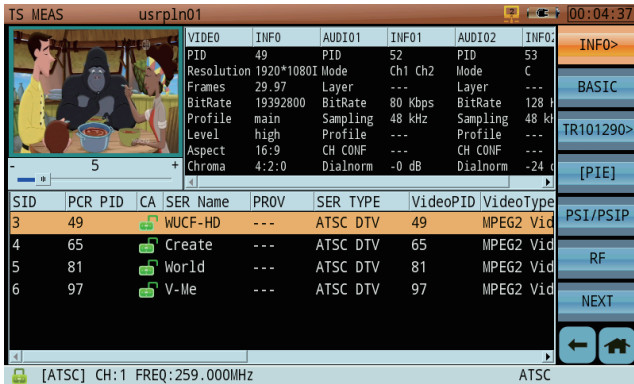 TS MEAS usrpln01 00:04:37
VIDEO INFO AUDIO1 INFO1 AUDIO2 INFO2
PID 49 PID 52 PID 53
Resolution 1920*1080I Mode Ch1 Ch2 Mode C
Frames 29.97 Layer --- Layer ---
BitRate 19392800 BitRate 80 Kbps BitRate 128
Profile main Sampling 48 kHz Sampling 48
Level high Profile --- Profile ---
Aspect 16:9 CH CONF --- CH CONF ---
Chroma 4:2:0 Dialnorm -0 dB Dialnorm -24
- 5 +
SID PCR PID CA SER Name PROV SER TYPE VideoPID VideoType
3 49 WUCF-HD --- ATSC DTV 49 MPEG2 Vid
4 65 Create --- ATSC DTV 65 MPEG2 Vid
5 81 World --- ATSC DTV 81 MPEG2 Vid
6 97 V-Me --- ATSC DTV 97 MPEG2 Vid
INFO>
BASIC
TR101290>
[PIE]
PSI/PSIP
RF
NEXT
[ATSC] CH:1 FREQ:259.000MHz ATSC